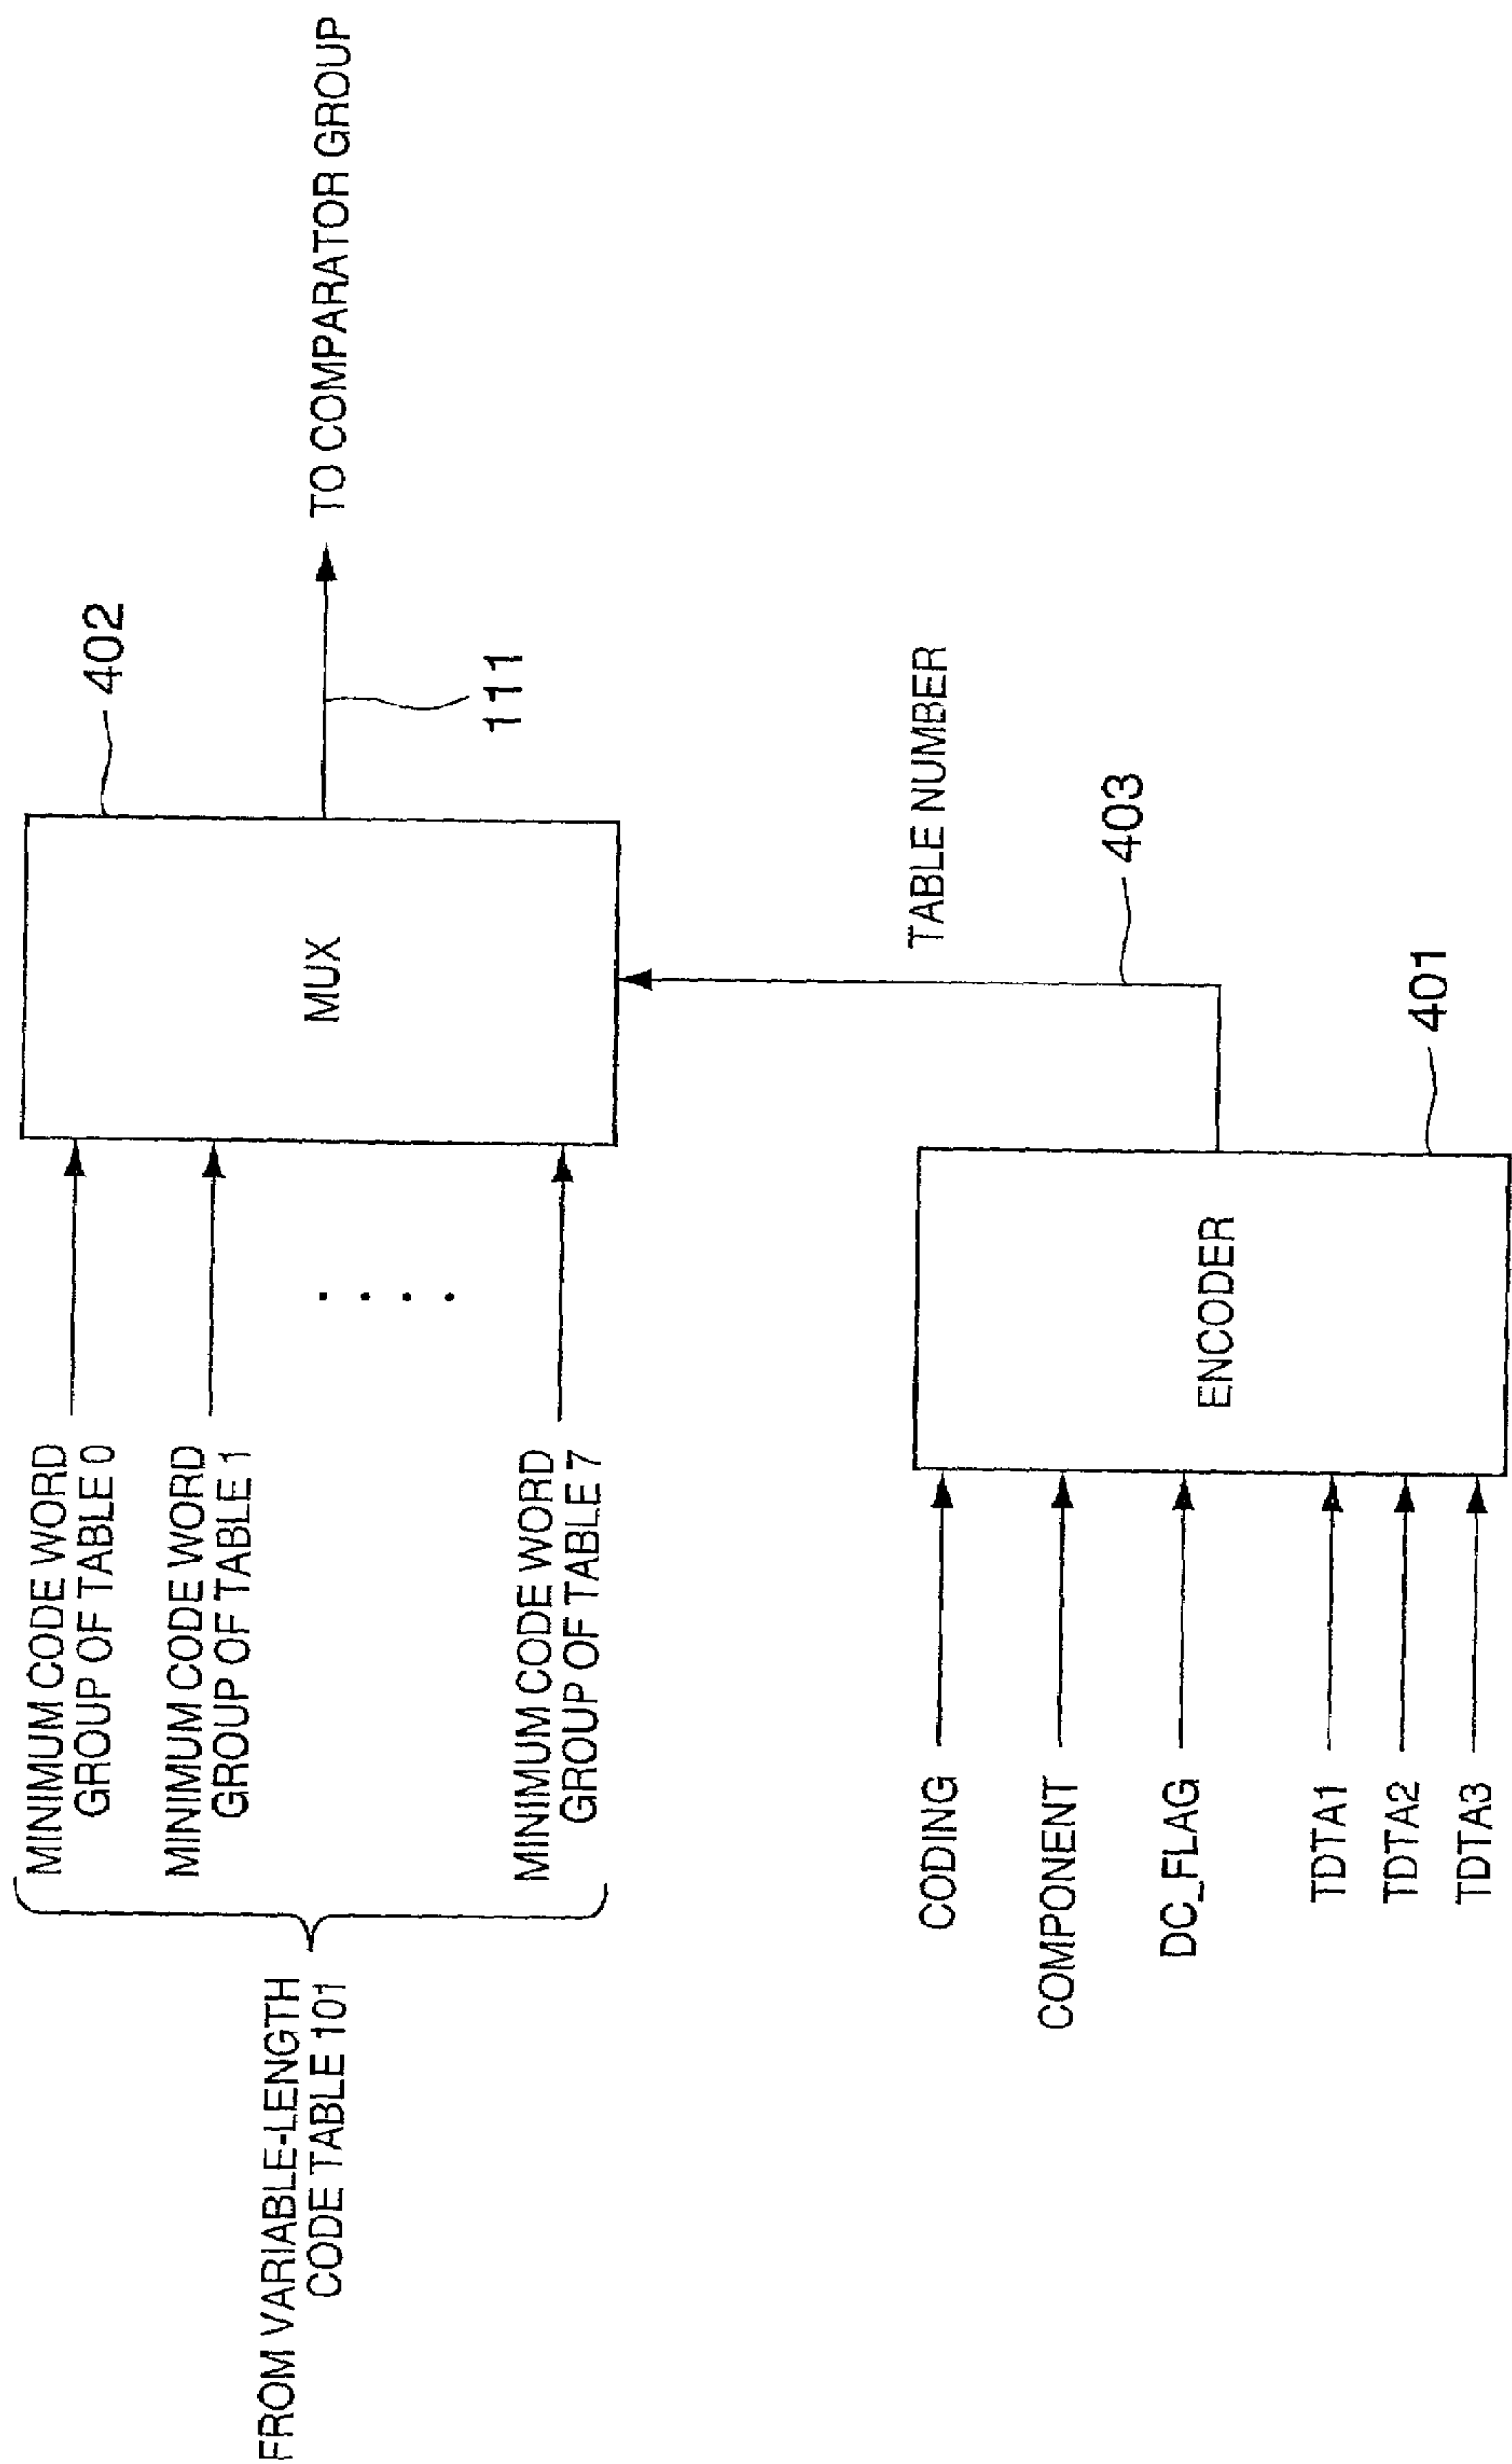 FROM VARIABLE-LENGTH
CODE TABLE 101
MINIMUM CODE WORD
GROUP OF TABLE 0
MINIMUM CODE WORD
GROUP OF TABLE 1
. . . .
MINIMUM CODE WORD
GROUP OF TABLE 7
MUX
402
111
TO COMPARATOR GROUP
TABLE NUMBER
403
CODING
COMPONENT
DC_FLAG
TDTA1
TDTA2
TDTA3
ENCODER
401